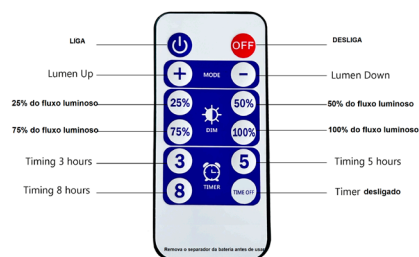 LIGA
OFF
DESLIGA
Lumen Up
+
MODE
-
Lumen Down
25% do fluxo luminoso
25%
50%
50% do fluxo luminoso
75% do fluxo luminoso
75%
DIM
100%
100% do fluxo luminoso
Timing 3 hours
3
5
Timing 5 hours
Timing 8 hours
8
TIMER
TIME OFF
Timer desligado
Remova o separador da bateria antes de usar